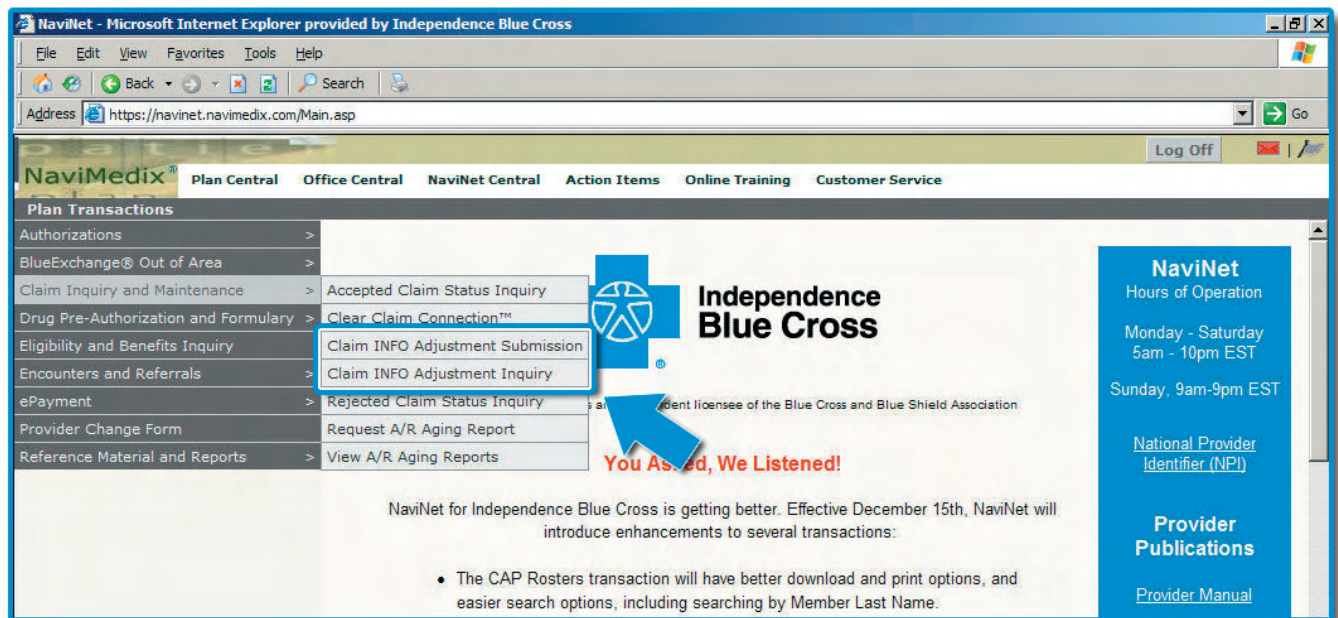 NaviNet - Microsoft Internet Explorer provided by Independence Blue Cross
File Edit View Favorites Tools Help
Back Search
Address https://navinet.navimedix.com/Main.asp Go
Log Off |
NaviMedix® Plan Central Office Central NaviNet Central Action Items Online Training Customer Service
Plan Transactions
Authorizations >
BlueExchange® Out of Area >
Claim Inquiry and Maintenance >
Drug Pre-Authorization and Formulary >
Eligibility and Benefits Inquiry
Encounters and Referrals >
ePayment >
Provider Change Form
Reference Material and Reports >
Accepted Claim Status Inquiry
Clear Claim Connection™
Claim INFO Adjustment Submission
Claim INFO Adjustment Inquiry
Rejected Claim Status Inquiry
Request A/R Aging Report
View A/R Aging Reports
Independence
Blue Cross
®
licensee of the Blue Cross and Blue Shield Association
You Asked, We Listened!
NaviNet for Independence Blue Cross is getting better. Effective December 15th, NaviNet will
introduce enhancements to several transactions:
• The CAP Rosters transaction will have better download and print options, and
easier search options, including searching by Member Last Name.
NaviNet
Hours of Operation
Monday - Saturday
5am - 10pm EST
Sunday, 9am-9pm EST
National Provider
Identifier (NPI)
Provider
Publications
Provider Manual